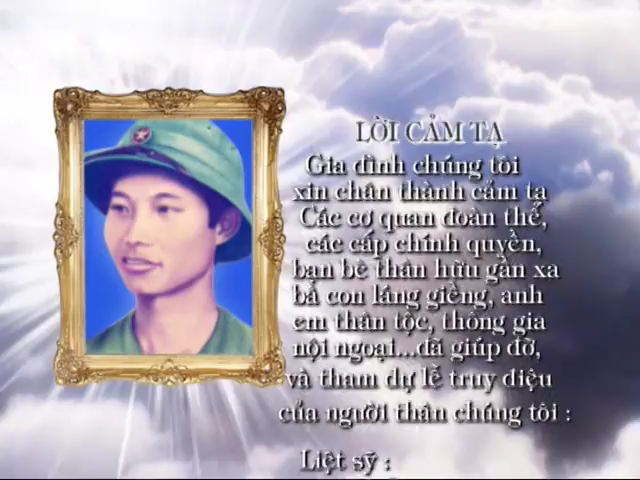 LỜI CẢM TẠ
Gia đình chúng tôi
xin chân thành cảm tạ
Các cơ quan đoàn thể,
các cấp chính quyền,
bạn bè thân hữu gần xa
bà con láng giềng, anh
em thân tộc, thông gia
nội ngoại...đã giúp đỡ,
và tham dự lễ truy điệu
của người thân chúng tôi :
Liệt sỹ :